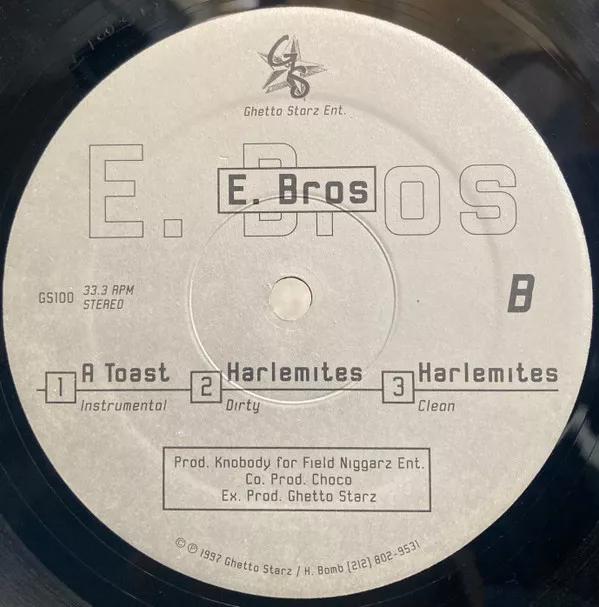 GS
Ghetto Starz Ent.
E. Bros
E. Bros
GS100
33.3 RPM
STEREO
B
1 A Toast
Instrumental
2 Harlemites
Dirty
3 Harlemites
Clean
Prod. Knobody for Field Niggarz Ent.
Co. Prod. Choco
Ex. Prod. Ghetto Starz
© ℗ 1997 Ghetto Starz / H. Bomb (212) 802-9531